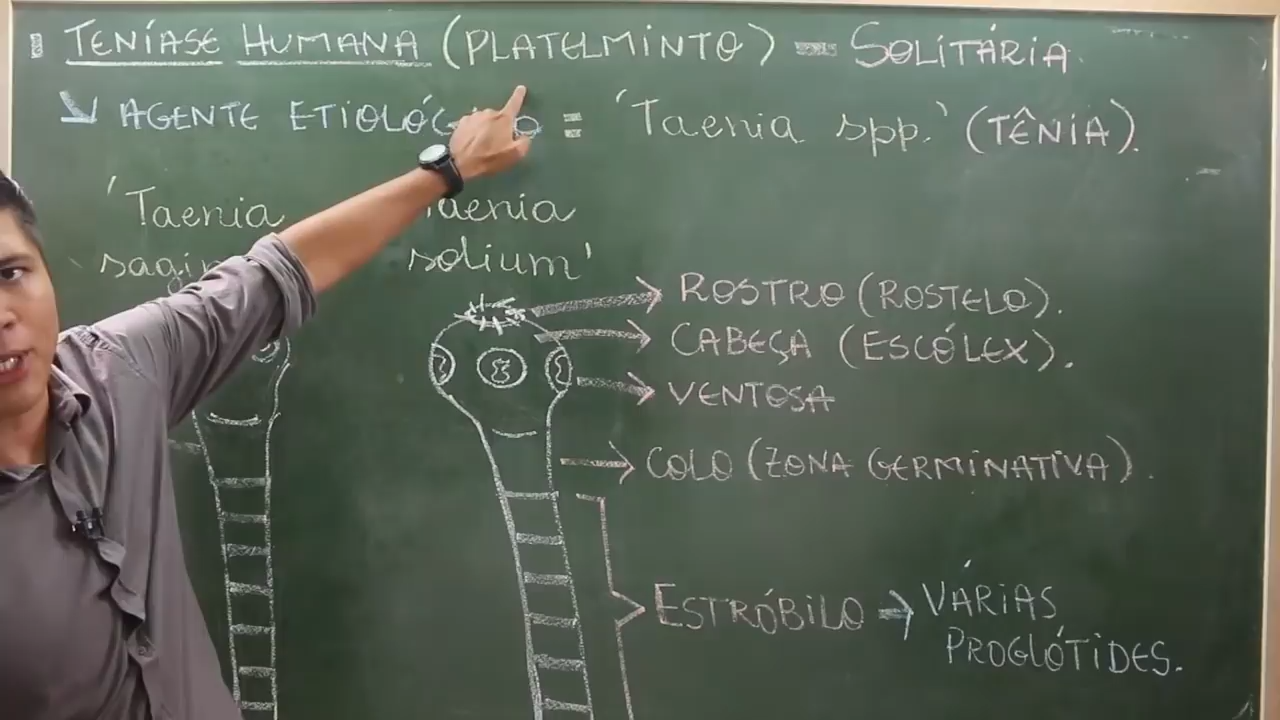 TENÍASE HUMANA (PLATELMINTO) - SOLITÁRIA.
↘ AGENTE = 'Taenia spp.' (TÊNIA).
'Taenia
solium'
→ ROSTRO (ROSTELO).
→ CABEÇA (ESCÓLEX).
→ VENTOSA
→ COLO (ZONA GERMINATIVA).
ESTRÓBILO → VÁRIAS
PROGLÓTIDES.